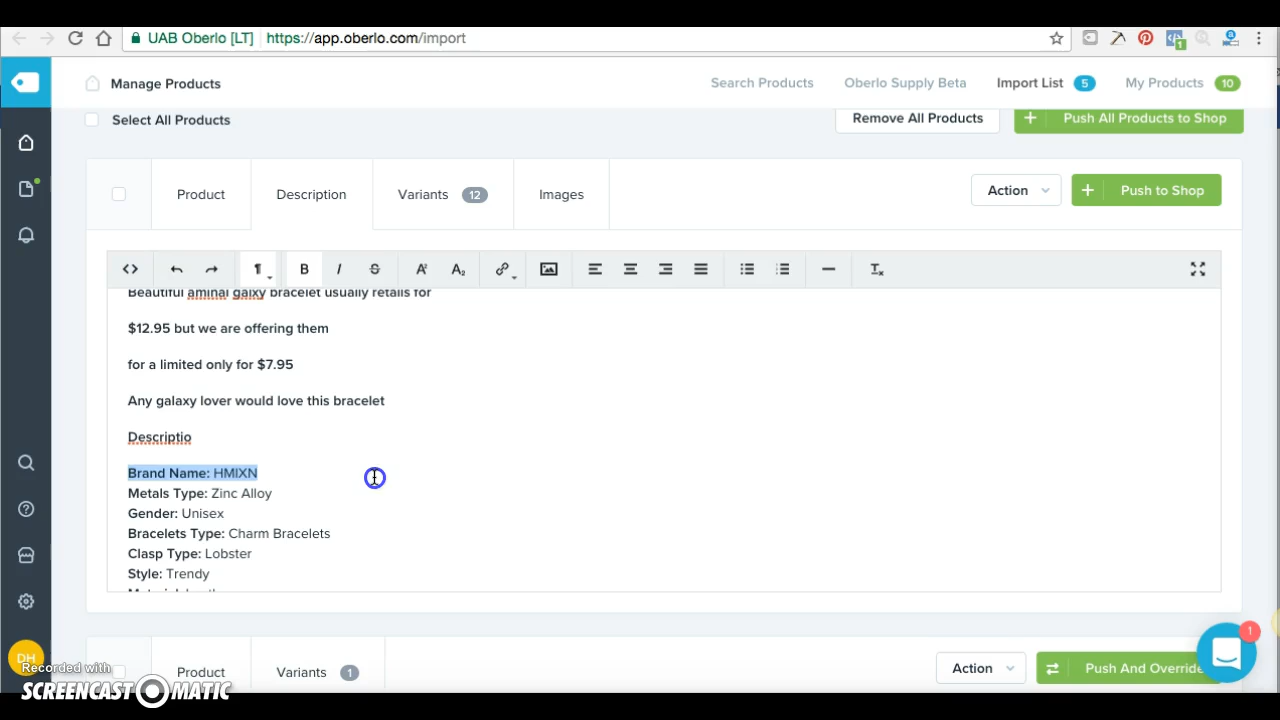 UAB Oberlo [LT] https://app.oberlo.com/import
1
Manage Products
Search Products
Oberlo Supply Beta
Import List 5
My Products 10
Select All Products
Remove All Products
+ Push All Products to Shop
Product
Description
Variants 12
Images
Action
+ Push to Shop
Beautiful aminal galxy bracelet usually retails for
$12.95 but we are offering them
for a limited only for $7.95
Any galaxy lover would love this bracelet
Descriptio
Brand Name: HMIXN
Metals Type: Zinc Alloy
Gender: Unisex
Bracelets Type: Charm Bracelets
Clasp Type: Lobster
Style: Trendy
Product
Variants 1
Action
Push And Override
1
DH
Recorded with
SCREENCAST-O-MATIC